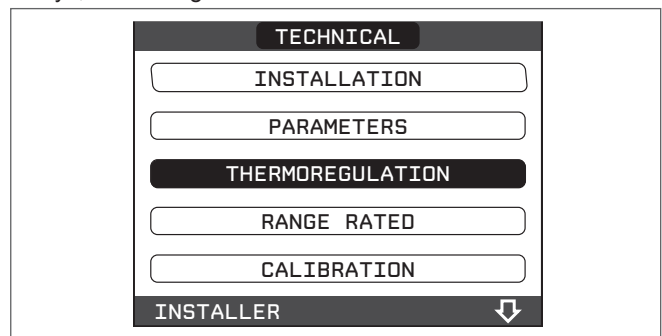 TECHNICAL
INSTALLATION
PARAMETERS
THERMOREGULATION
RANGE RATED
CALIBRATION
INSTALLER